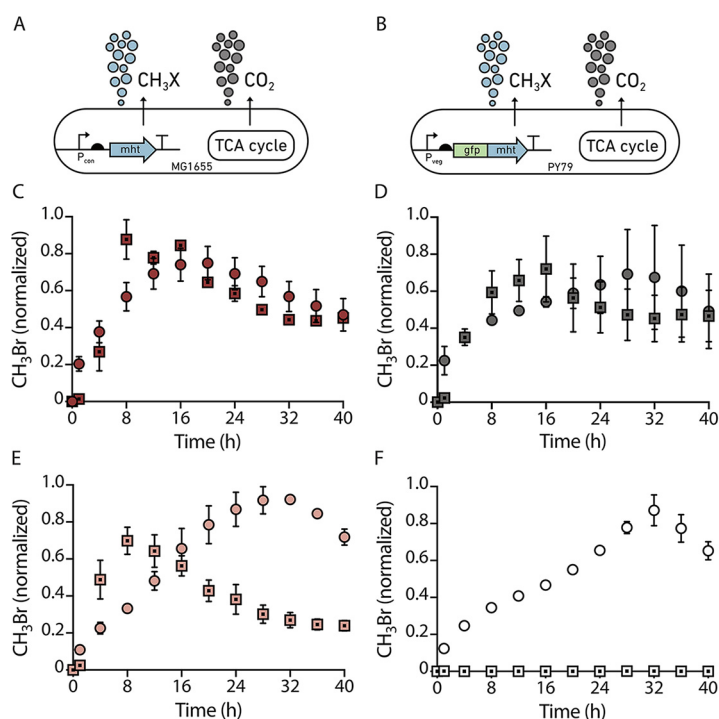 A
CH3X
CO2
Pcon
mht
TCA cycle
MG1655
B
CH3X
CO2
Pveg
gfp
mht
TCA cycle
PY79
C
CH3Br (normalized)
1.0
0.8
0.6
0.4
0.2
0
0 8 16 24 32 40
Time (h)
D
CH3Br (normalized)
1.0
0.8
0.6
0.4
0.2
0
0 8 16 24 32 40
Time (h)
E
CH3Br (normalized)
1.0
0.8
0.6
0.4
0.2
0
0 8 16 24 32 40
Time (h)
F
CH3Br (normalized)
1.0
0.8
0.6
0.4
0.2
0
0 8 16 24 32 40
Time (h)